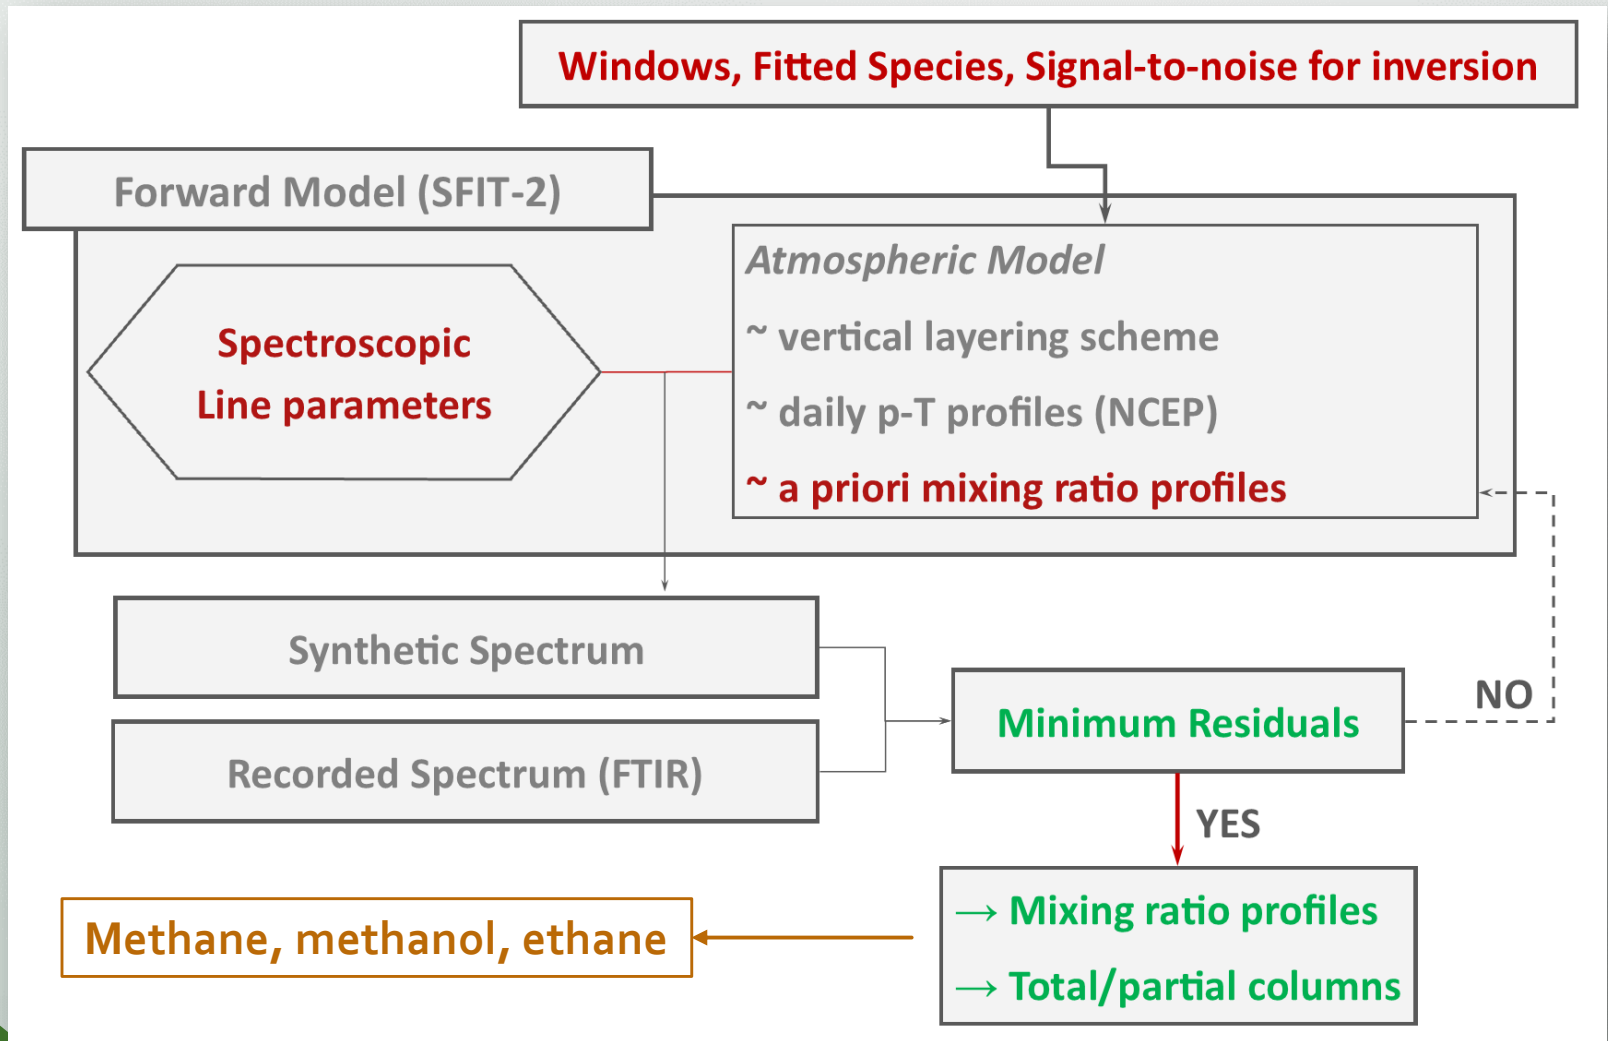 Windows, Fitted Species, Signal-to-noise for inversion
Forward Model (SFIT-2)
Spectroscopic
Line parameters
Atmospheric Model
~ vertical layering scheme
~ daily p-T profiles (NCEP)
~ a priori mixing ratio profiles
Synthetic Spectrum
Recorded Spectrum (FTIR)
Minimum Residuals
NO
YES
→ Mixing ratio profiles
→ Total/partial columns
Methane, methanol, ethane